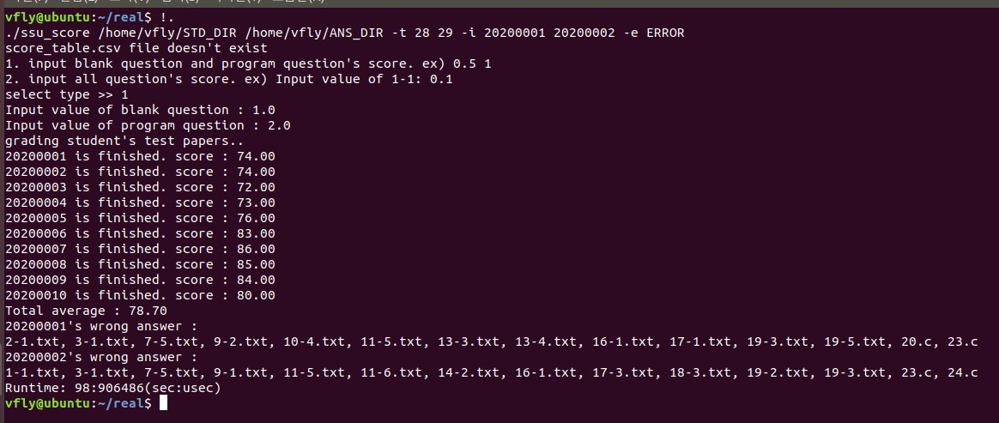 vfly@ubuntu:~/real$ !.
./ssu_score /home/vfly/STD_DIR /home/vfly/ANS_DIR -t 28 29 -i 20200001 20200002 -e ERROR
score_table.csv file doesn't exist
1. input blank question and program question's score. ex) 0.5 1
2. input all question's score. ex) Input value of 1-1: 0.1
select type >> 1
Input value of blank question : 1.0
Input value of program question : 2.0
grading student's test papers..
20200001 is finished. score : 74.00
20200002 is finished. score : 74.00
20200003 is finished. score : 72.00
20200004 is finished. score : 73.00
20200005 is finished. score : 76.00
20200006 is finished. score : 83.00
20200007 is finished. score : 86.00
20200008 is finished. score : 85.00
20200009 is finished. score : 84.00
20200010 is finished. score : 80.00
Total average : 78.70
20200001's wrong answer :
2-1.txt, 3-1.txt, 7-5.txt, 9-2.txt, 10-4.txt, 11-5.txt, 13-3.txt, 13-4.txt, 16-1.txt, 17-1.txt, 19-3.txt, 19-5.txt, 20.c, 23.c
20200002's wrong answer :
1-1.txt, 3-1.txt, 7-5.txt, 9-1.txt, 11-5.txt, 11-6.txt, 14-2.txt, 16-1.txt, 17-3.txt, 18-3.txt, 19-2.txt, 19-3.txt, 23.c, 24.c
Runtime: 98:906486(sec:usec)
vfly@ubuntu:~/real$